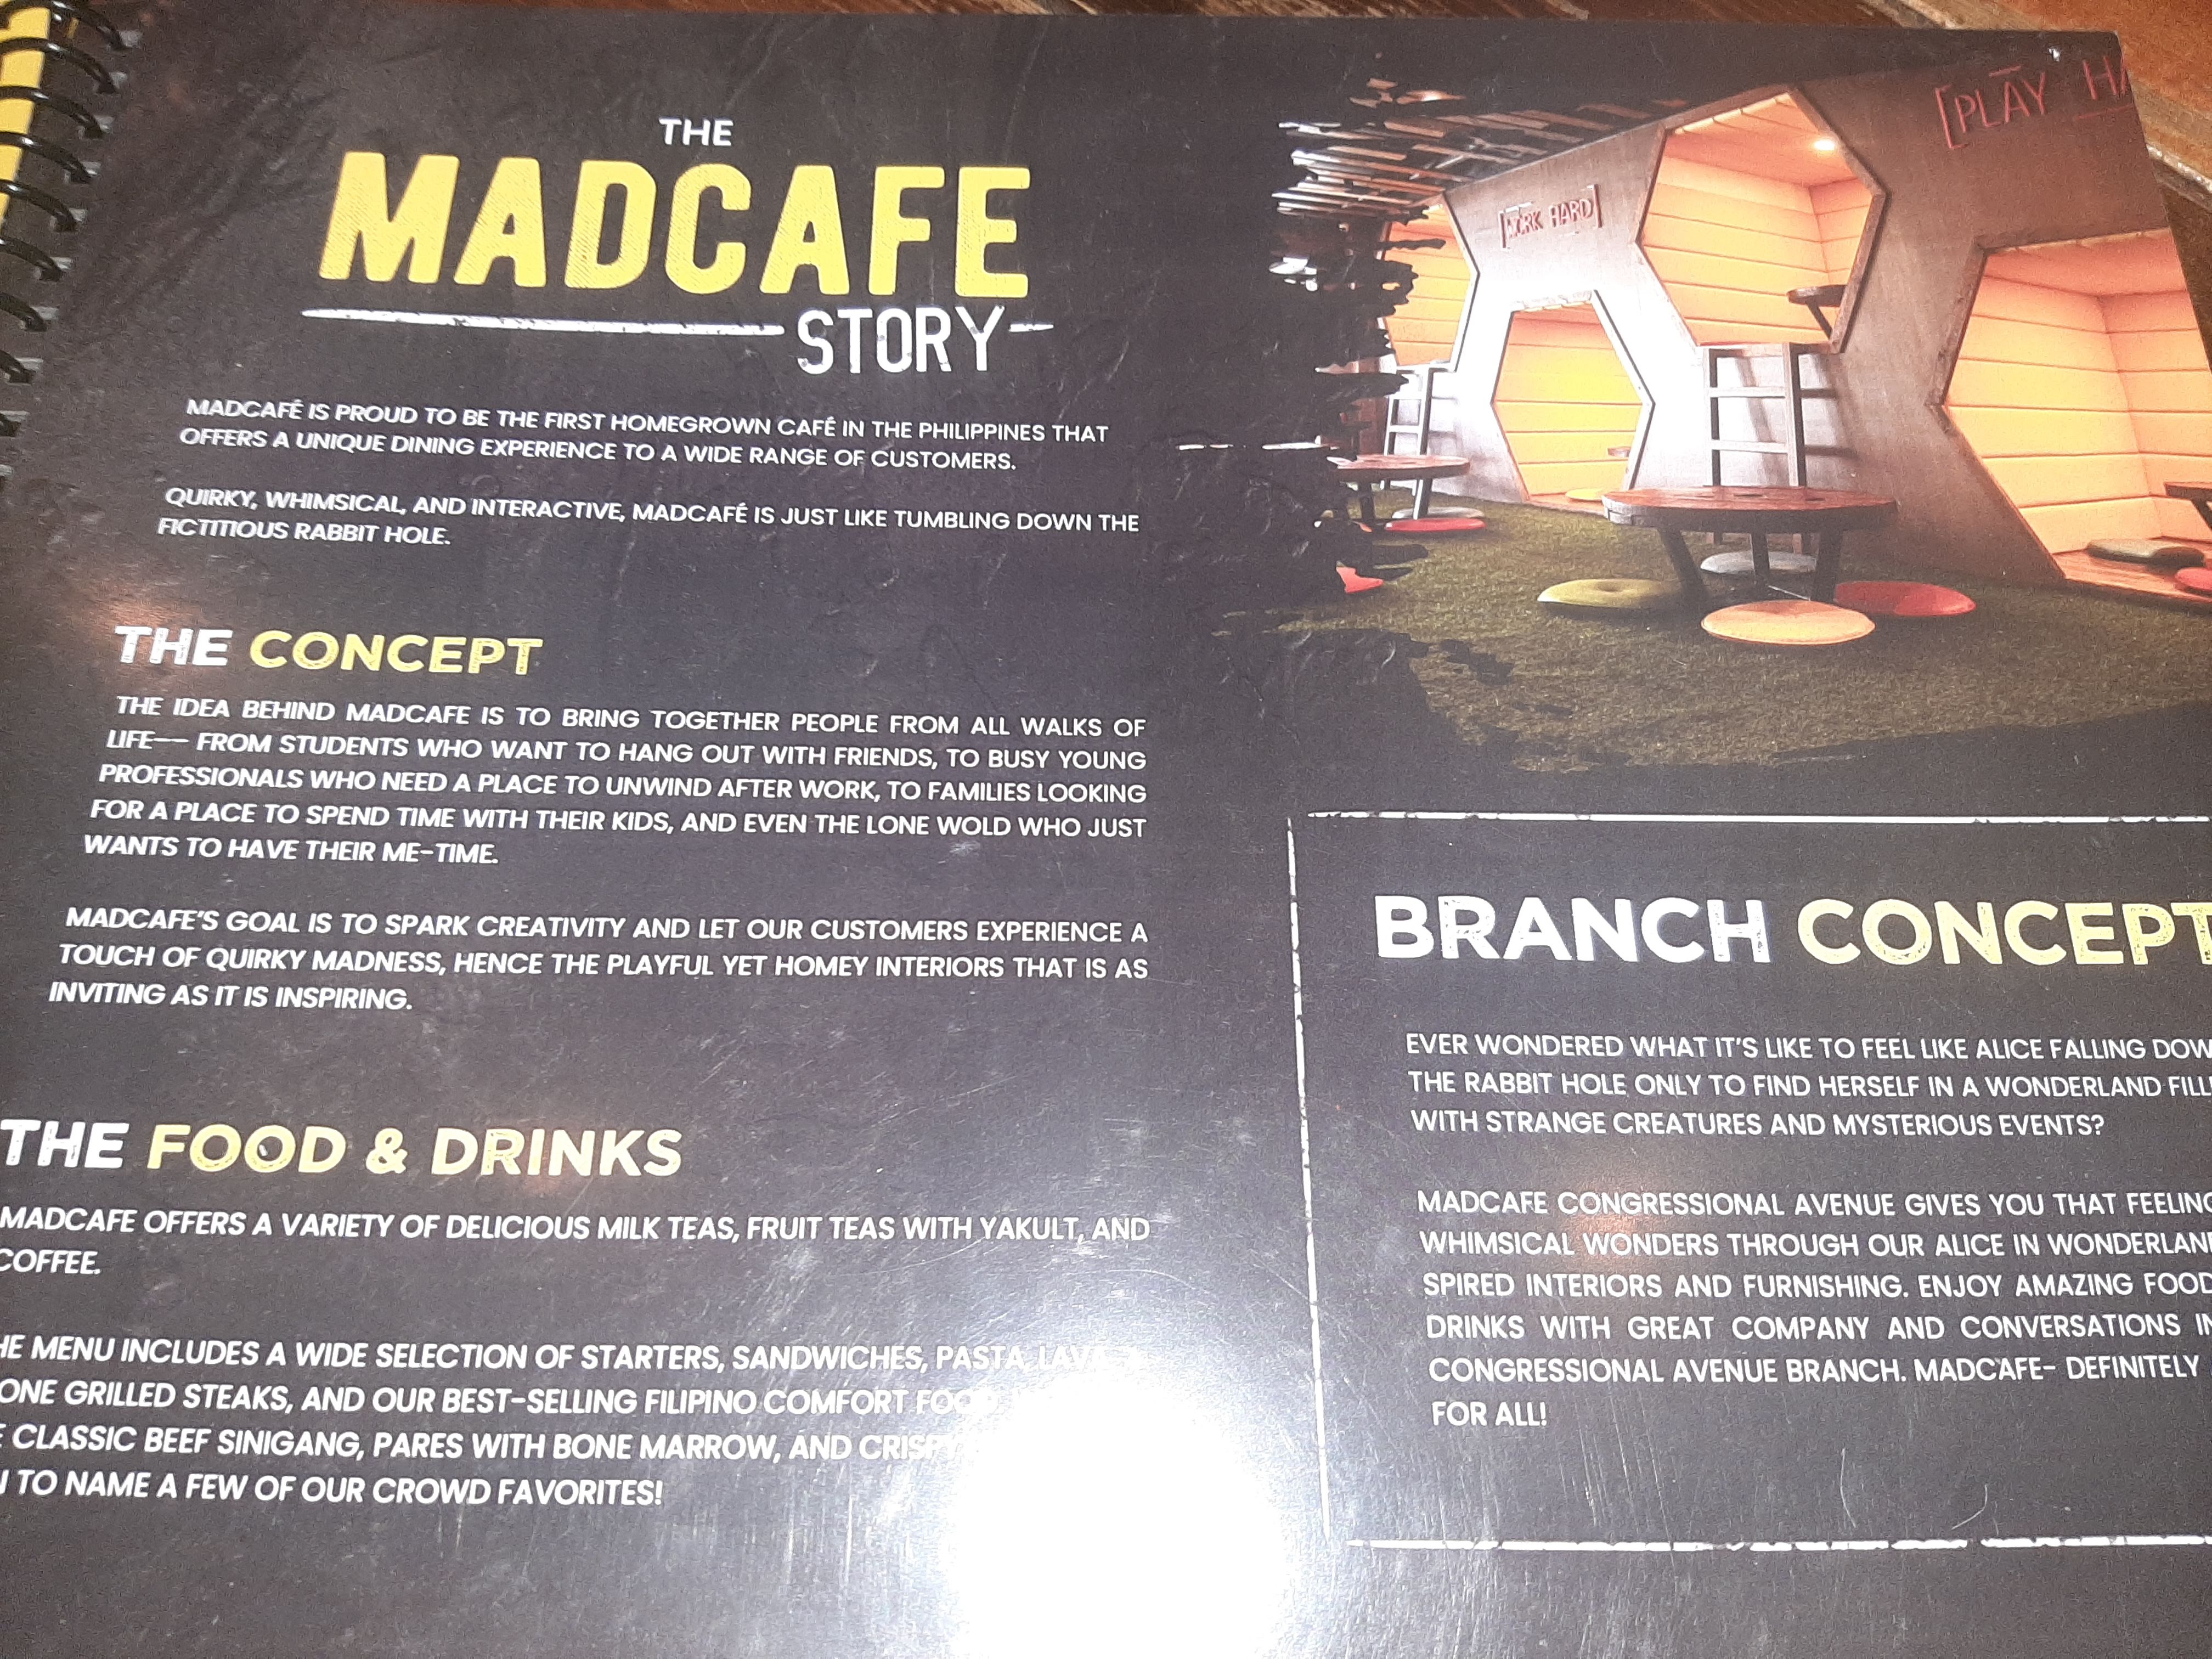 THE
MADCAFE
STORY
MADCAFÉ IS PROUD TO BE THE FIRST HOMEGROWN CAFÉ IN THE PHILIPPINES THAT
OFFERS A UNIQUE DINING EXPERIENCE TO A WIDE RANGE OF CUSTOMERS.
QUIRKY, WHIMSICAL, AND INTERACTIVE, MADCAFÉ IS JUST LIKE TUMBLING DOWN THE
FICTITIOUS RABBIT HOLE.
THE CONCEPT
THE IDEA BEHIND MADCAFE IS TO BRING TOGETHER PEOPLE FROM ALL WALKS OF
LIFE–– FROM STUDENTS WHO WANT TO HANG OUT WITH FRIENDS, TO BUSY YOUNG
PROFESSIONALS WHO NEED A PLACE TO UNWIND AFTER WORK, TO FAMILIES LOOKING
FOR A PLACE TO SPEND TIME WITH THEIR KIDS, AND EVEN THE LONE WOLD WHO JUST
WANTS TO HAVE THEIR ME-TIME.
MADCAFE'S GOAL IS TO SPARK CREATIVITY AND LET OUR CUSTOMERS EXPERIENCE A
TOUCH OF QUIRKY MADNESS, HENCE THE PLAYFUL YET HOMEY INTERIORS THAT IS AS
INVITING AS IT IS INSPIRING.
THE FOOD & DRINKS
MADCAFE OFFERS A VARIETY OF DELICIOUS MILK TEAS, FRUIT TEAS WITH YAKULT, AND
COFFEE.
HE MENU INCLUDES A WIDE SELECTION OF STARTERS, SANDWICHES, PASTA, LAVA
ONE GRILLED STEAKS, AND OUR BEST-SELLING FILIPINO COMFORT
CLASSIC BEEF SINIGANG, PARES WITH BONE MARROW, AND
TO NAME A FEW OF OUR CROWD FAVORITES!
[WORK HARD]
[PLAY HA
BRANCH CONCEPT
EVER WONDERED WHAT IT'S LIKE TO FEEL LIKE ALICE FALLING DOW
THE RABBIT HOLE ONLY TO FIND HERSELF IN A WONDERLAND FILL
WITH STRANGE CREATURES AND MYSTERIOUS EVENTS?
MADCAFE CONGRESSIONAL AVENUE GIVES YOU THAT FEELING
WHIMSICAL WONDERS THROUGH OUR ALICE IN WONDERLAN
SPIRED INTERIORS AND FURNISHING. ENJOY AMAZING FOOD
DRINKS WITH GREAT COMPANY AND CONVERSATIONS IN
CONGRESSIONAL AVENUE BRANCH. MADCAFE- DEFINITELY
FOR ALL!